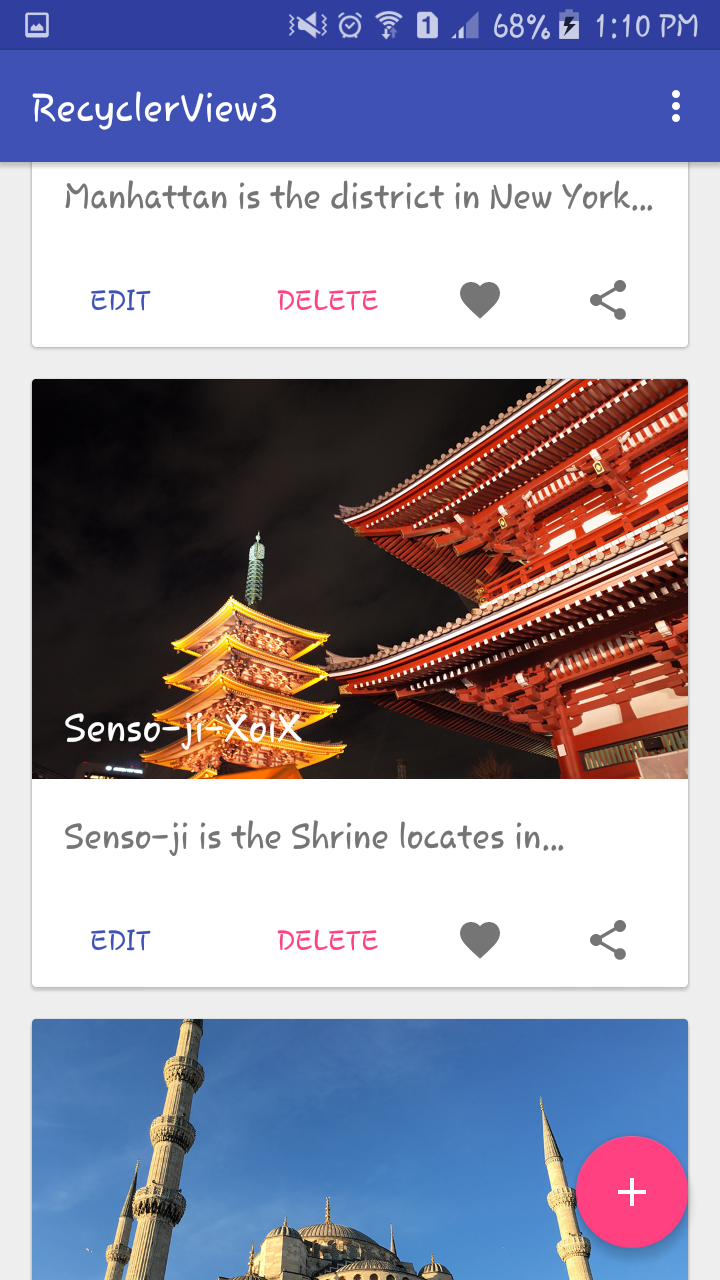 68% 1:10 PM
RecyclerView3
Manhattan is the district in New York...
EDIT DELETE
Senso-ji-XoiX
Senso-ji is the Shrine locates in...
EDIT DELETE